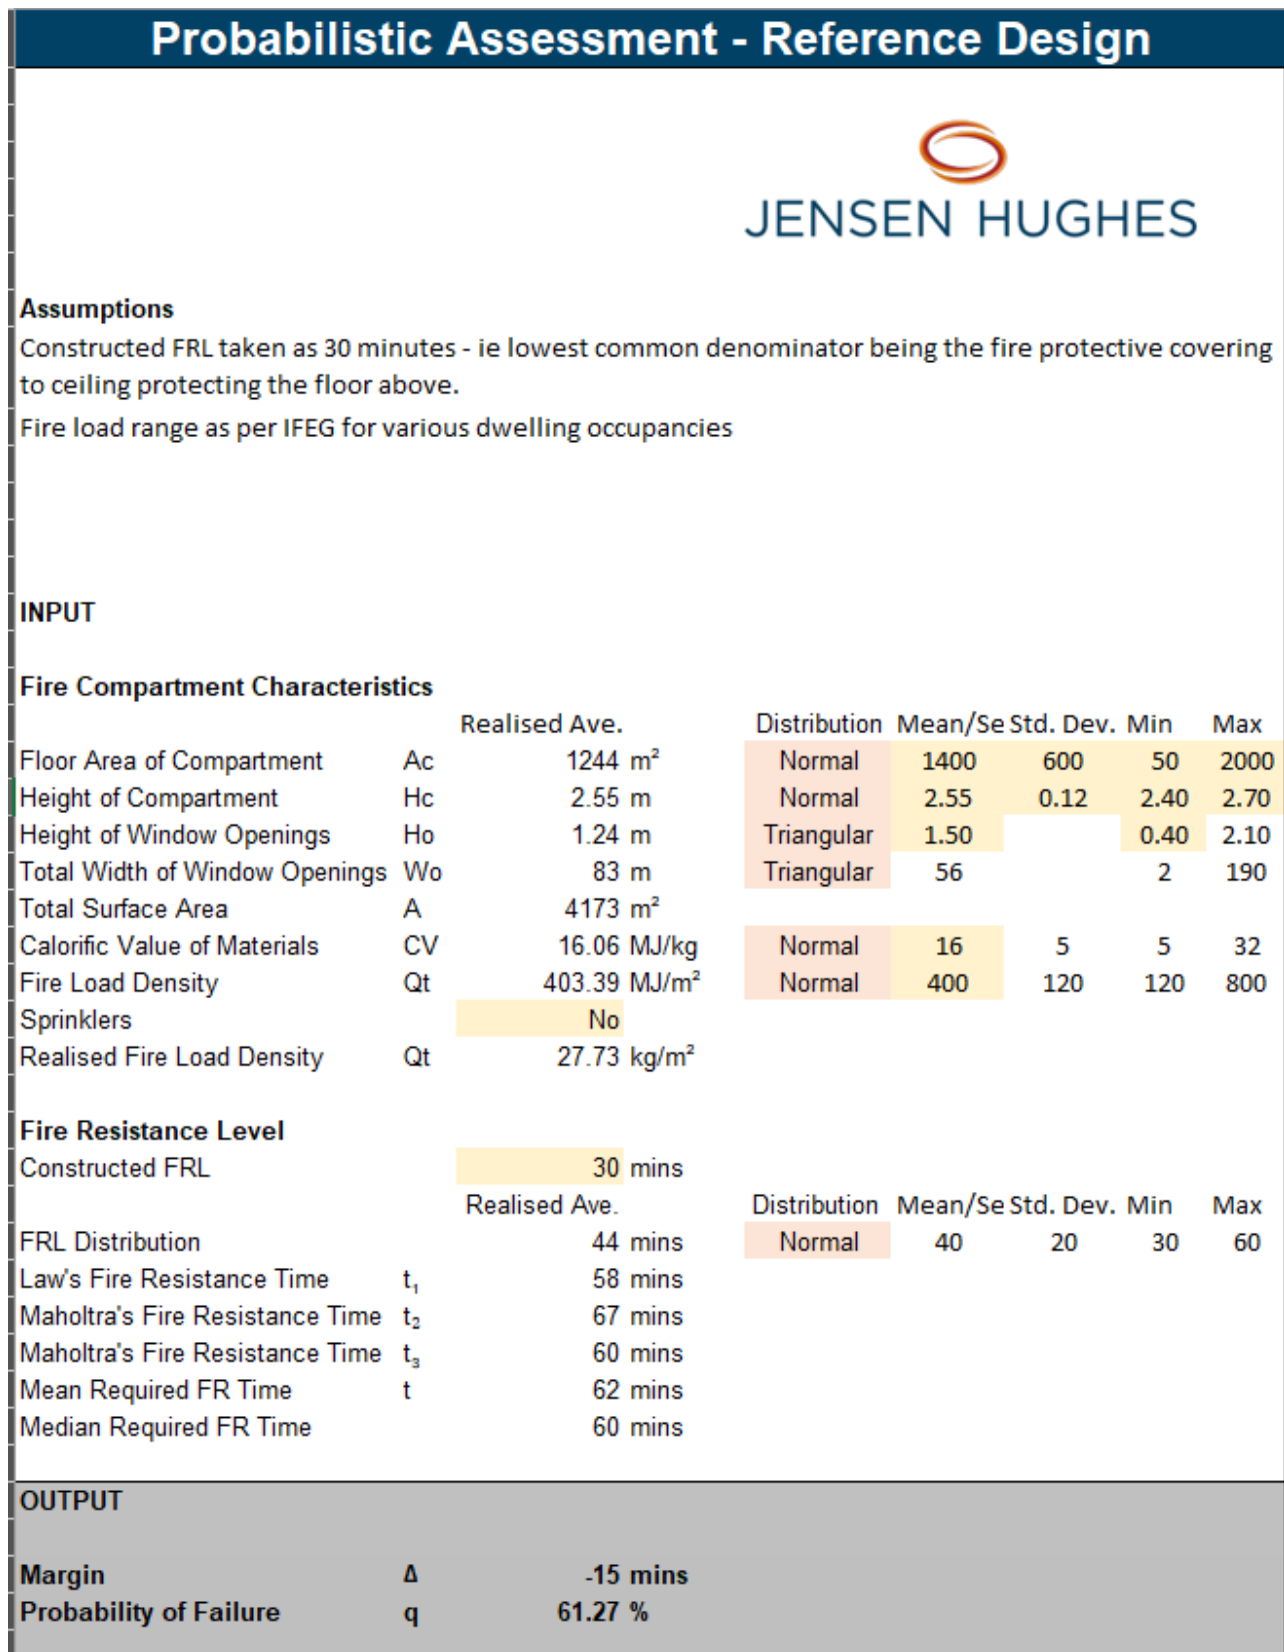 Probabilistic Assessment - Reference Design
JENSEN HUGHES
Assumptions
Constructed FRL taken as 30 minutes - ie lowest common denominator being the fire protective covering
to ceiling protecting the floor above.
Fire load range as per IFEG for various dwelling occupancies
INPUT
Fire Compartment Characteristics
Realised Ave. Distribution Mean/Se Std. Dev. Min Max
Floor Area of Compartment Ac 1244 m² Normal 1400 600 50 2000
Height of Compartment Hc 2.55 m Normal 2.55 0.12 2.40 2.70
Height of Window Openings Ho 1.24 m Triangular 1.50 0.40 2.10
Total Width of Window Openings Wo 83 m Triangular 56 2 190
Total Surface Area A 4173 m²
Calorific Value of Materials CV 16.06 MJ/kg Normal 16 5 5 32
Fire Load Density Qt 403.39 MJ/m² Normal 400 120 120 800
Sprinklers No
Realised Fire Load Density Qt 27.73 kg/m²
Fire Resistance Level
Constructed FRL 30 mins
Realised Ave. Distribution Mean/Se Std. Dev. Min Max
FRL Distribution 44 mins Normal 40 20 30 60
Law's Fire Resistance Time t₁ 58 mins
Maholtra's Fire Resistance Time t₂ 67 mins
Maholtra's Fire Resistance Time t₃ 60 mins
Mean Required FR Time t 62 mins
Median Required FR Time 60 mins
OUTPUT
Margin Δ -15 mins
Probability of Failure q 61.27 %